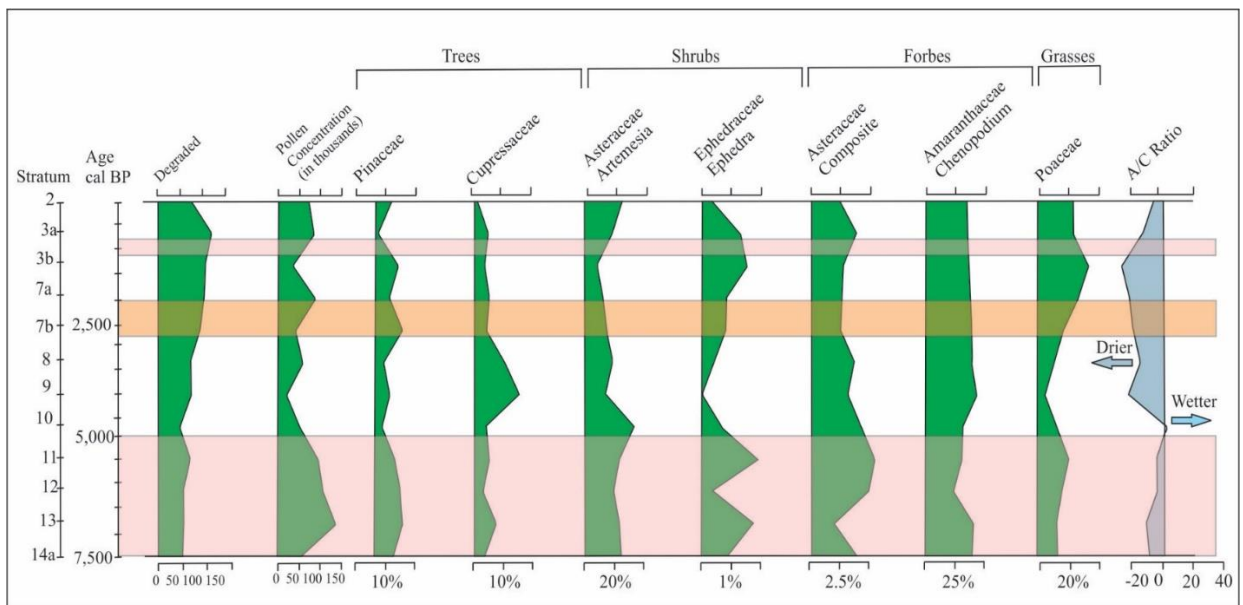 Trees
Shrubs
Forbes
Grasses
Stratum
Age
cal BP
Degraded
Pollen
Concentration
(in thousands)
Pinaceae
Cupressaceae
Asteraceae
Artemesia
Ephedraceae
Ephedra
Asteraceae
Composite
Amaranthaceae
Chenopodium
Poaceae
A/C Ratio
2
3a
3b
7a
7b
2,500
8
Drier
9
Wetter
10
5,000
11
12
13
14a
7,500
0 50 100 150
0 50 100 150
10%
10%
20%
1%
2.5%
25%
20%
-20 0 20 40